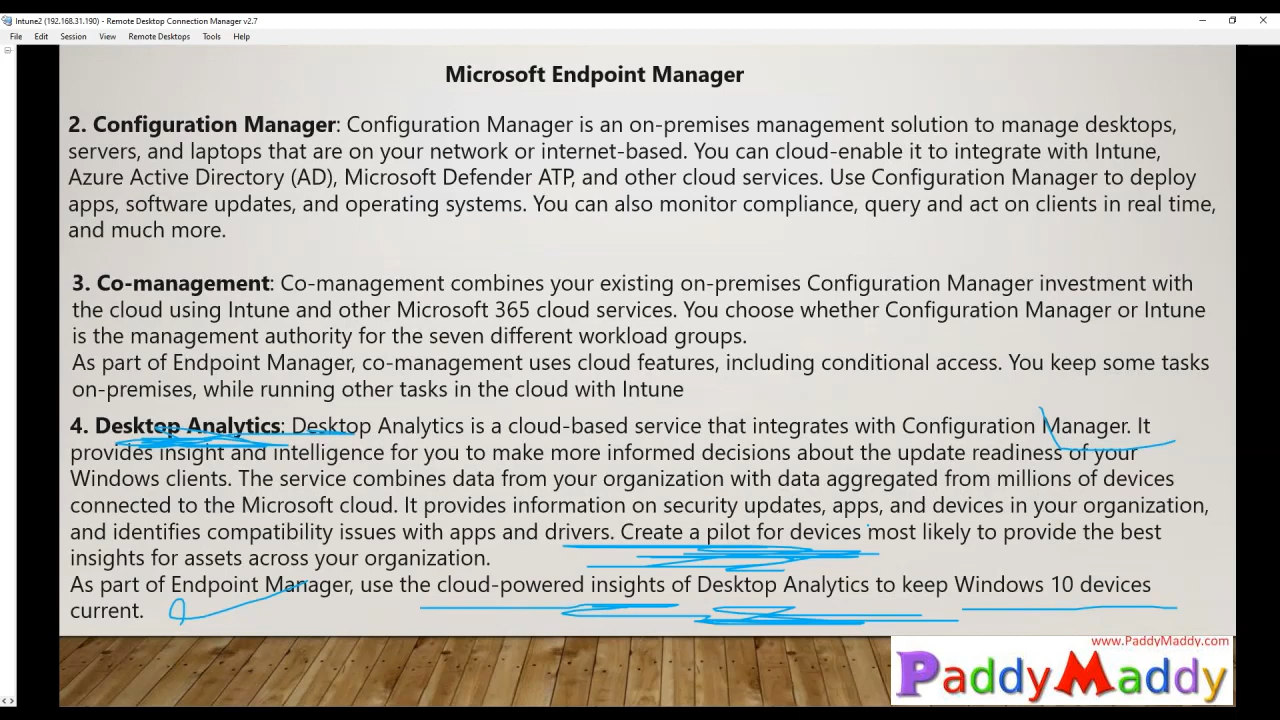 Intune2 (192.168.31.190) - Remote Desktop Connection Manager v2.7
File Edit Session View Remote Desktops Tools Help
Microsoft Endpoint Manager
2. Configuration Manager: Configuration Manager is an on-premises management solution to manage desktops,
servers, and laptops that are on your network or internet-based. You can cloud-enable it to integrate with Intune,
Azure Active Directory (AD), Microsoft Defender ATP, and other cloud services. Use Configuration Manager to deploy
apps, software updates, and operating systems. You can also monitor compliance, query and act on clients in real time,
and much more.
3. Co-management: Co-management combines your existing on-premises Configuration Manager investment with
the cloud using Intune and other Microsoft 365 cloud services. You choose whether Configuration Manager or Intune
is the management authority for the seven different workload groups.
As part of Endpoint Manager, co-management uses cloud features, including conditional access. You keep some tasks
on-premises, while running other tasks in the cloud with Intune
4. Desktop Analytics: Desktop Analytics is a cloud-based service that integrates with Configuration Manager. It
provides insight and intelligence for you to make more informed decisions about the update readiness of your
Windows clients. The service combines data from your organization with data aggregated from millions of devices
connected to the Microsoft cloud. It provides information on security updates, apps, and devices in your organization,
and identifies compatibility issues with apps and drivers. Create a pilot for devices most likely to provide the best
insights for assets across your organization.
As part of Endpoint Manager, use the cloud-powered insights of Desktop Analytics to keep Windows 10 devices
current.
www.PaddyMaddy.com
PaddyMaddy